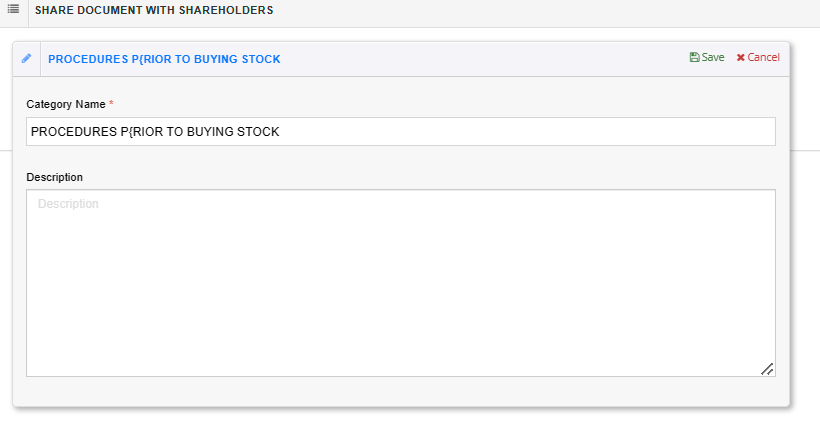 SHARE DOCUMENT WITH SHAREHOLDERS
PROCEDURES P{RIOR TO BUYING STOCK
Save
Cancel
Category Name *
PROCEDURES P{RIOR TO BUYING STOCK
Description
Description